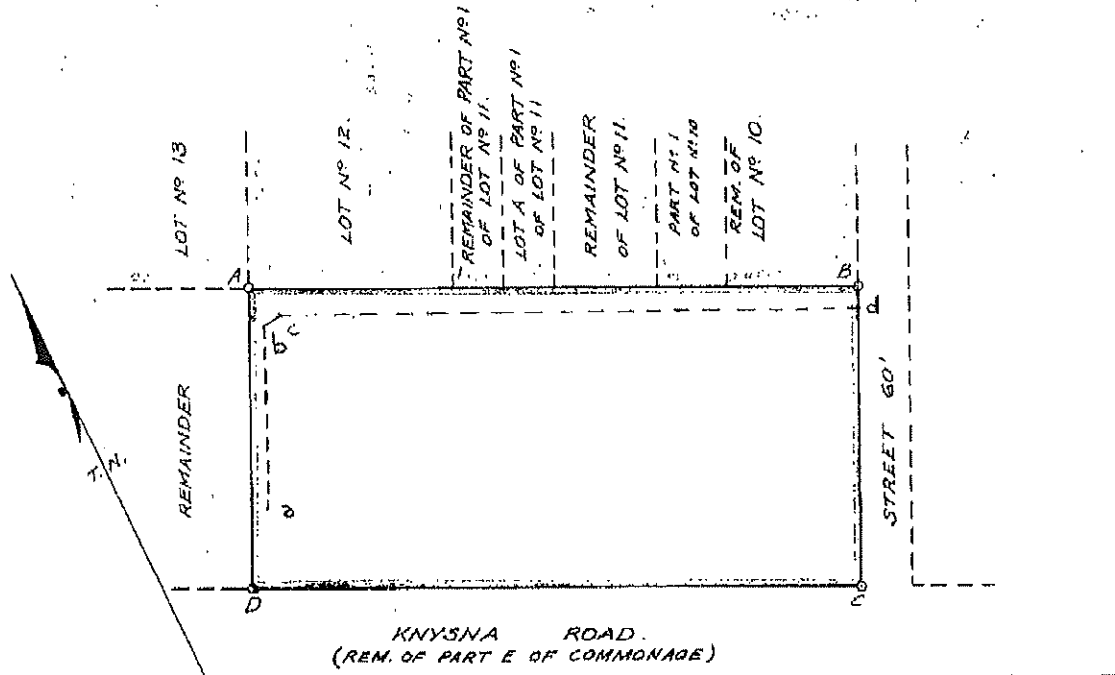 LOT Nº 13
LOT Nº 12.
REMAINDER OF PART Nº 1
OF LOT Nº 11.
LOT A OF PART Nº 1
OF LOT Nº 11
REMAINDER
OF LOT Nº 11.
PART Nº 1
OF LOT Nº 10
REM. OF
LOT Nº 10.
A
B
d
b c
REMAINDER
a
STREET 60'
T.N.
D
C
KNYSNA ROAD.
(REM. OF PART E OF COMMONAGE)